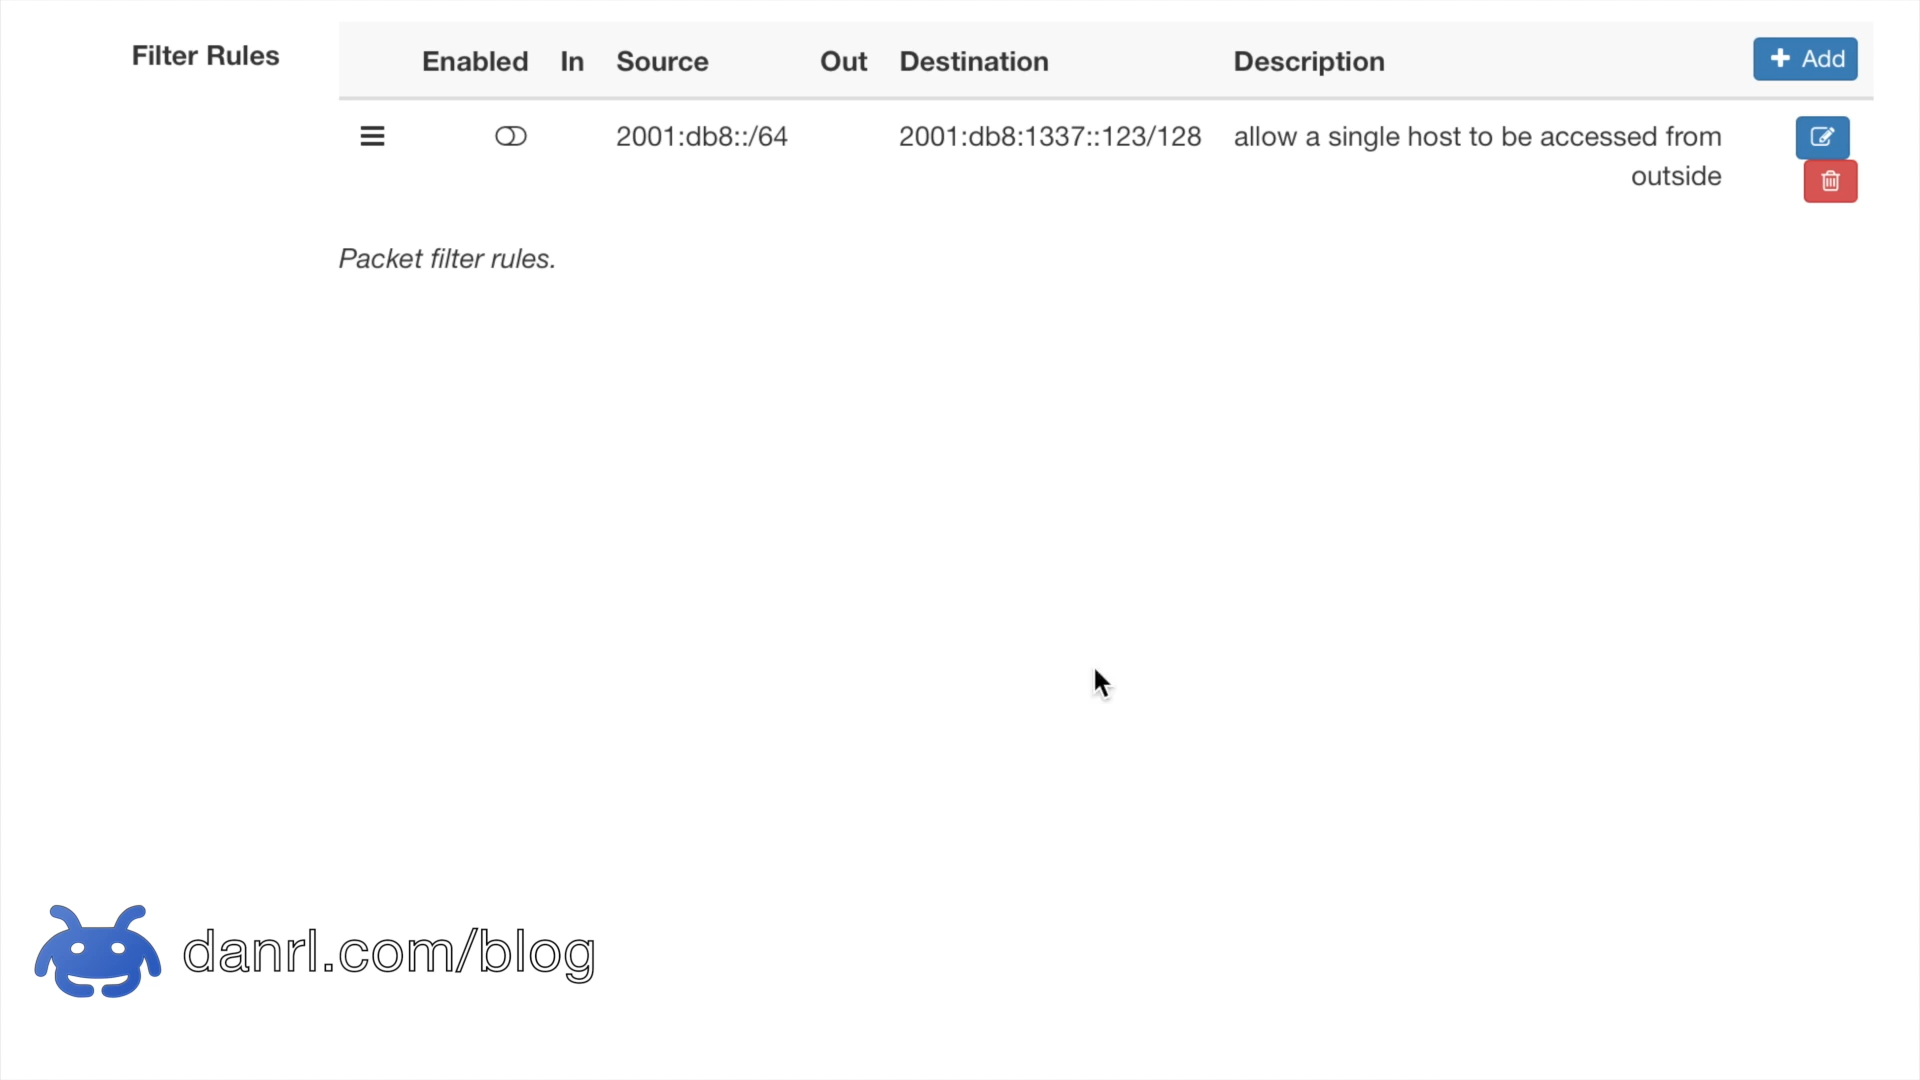 Filter Rules
Enabled In Source Out Destination Description Add
2001:db8::/64 2001:db8:1337::123/128 allow a single host to be accessed from
outside
Packet filter rules.
danrl.com/blog